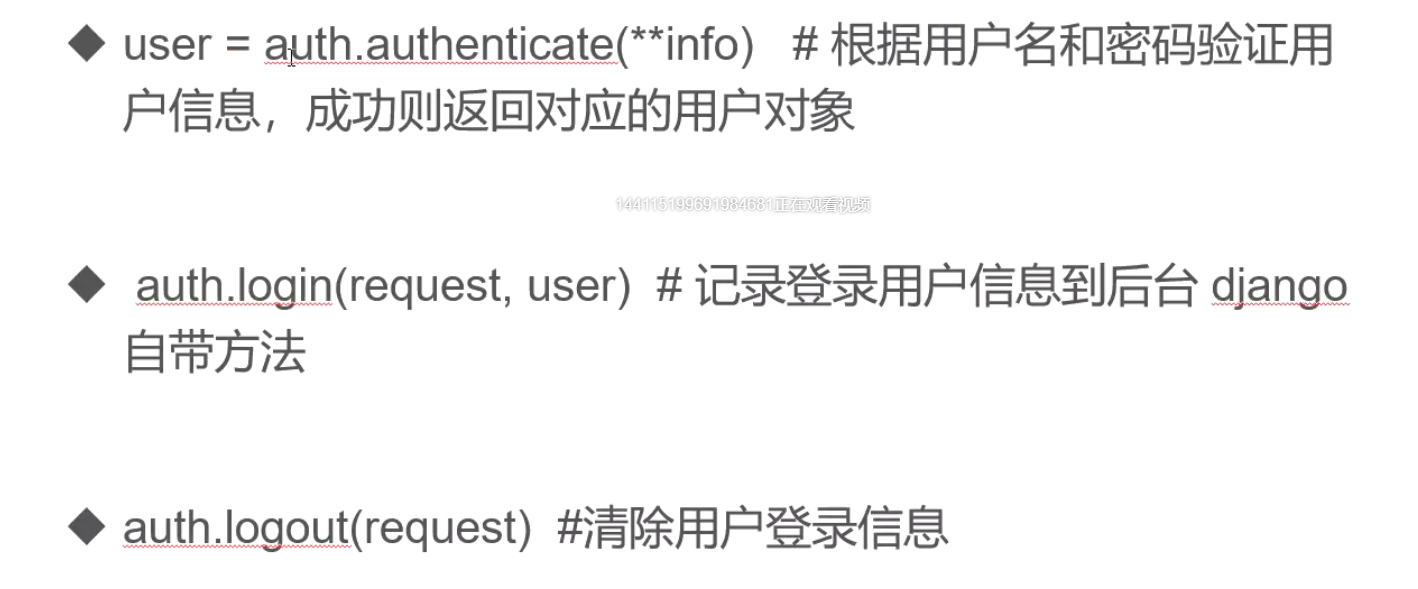 ◆ user = auth.authenticate(**info)   # 根据用户名和密码验证用
户信息，成功则返回对应的用户对象
144115199691984681正在观看视频
◆ auth.login(request, user)  # 记录登录用户信息到后台 django
自带方法
◆ auth.logout(request)  #清除用户登录信息